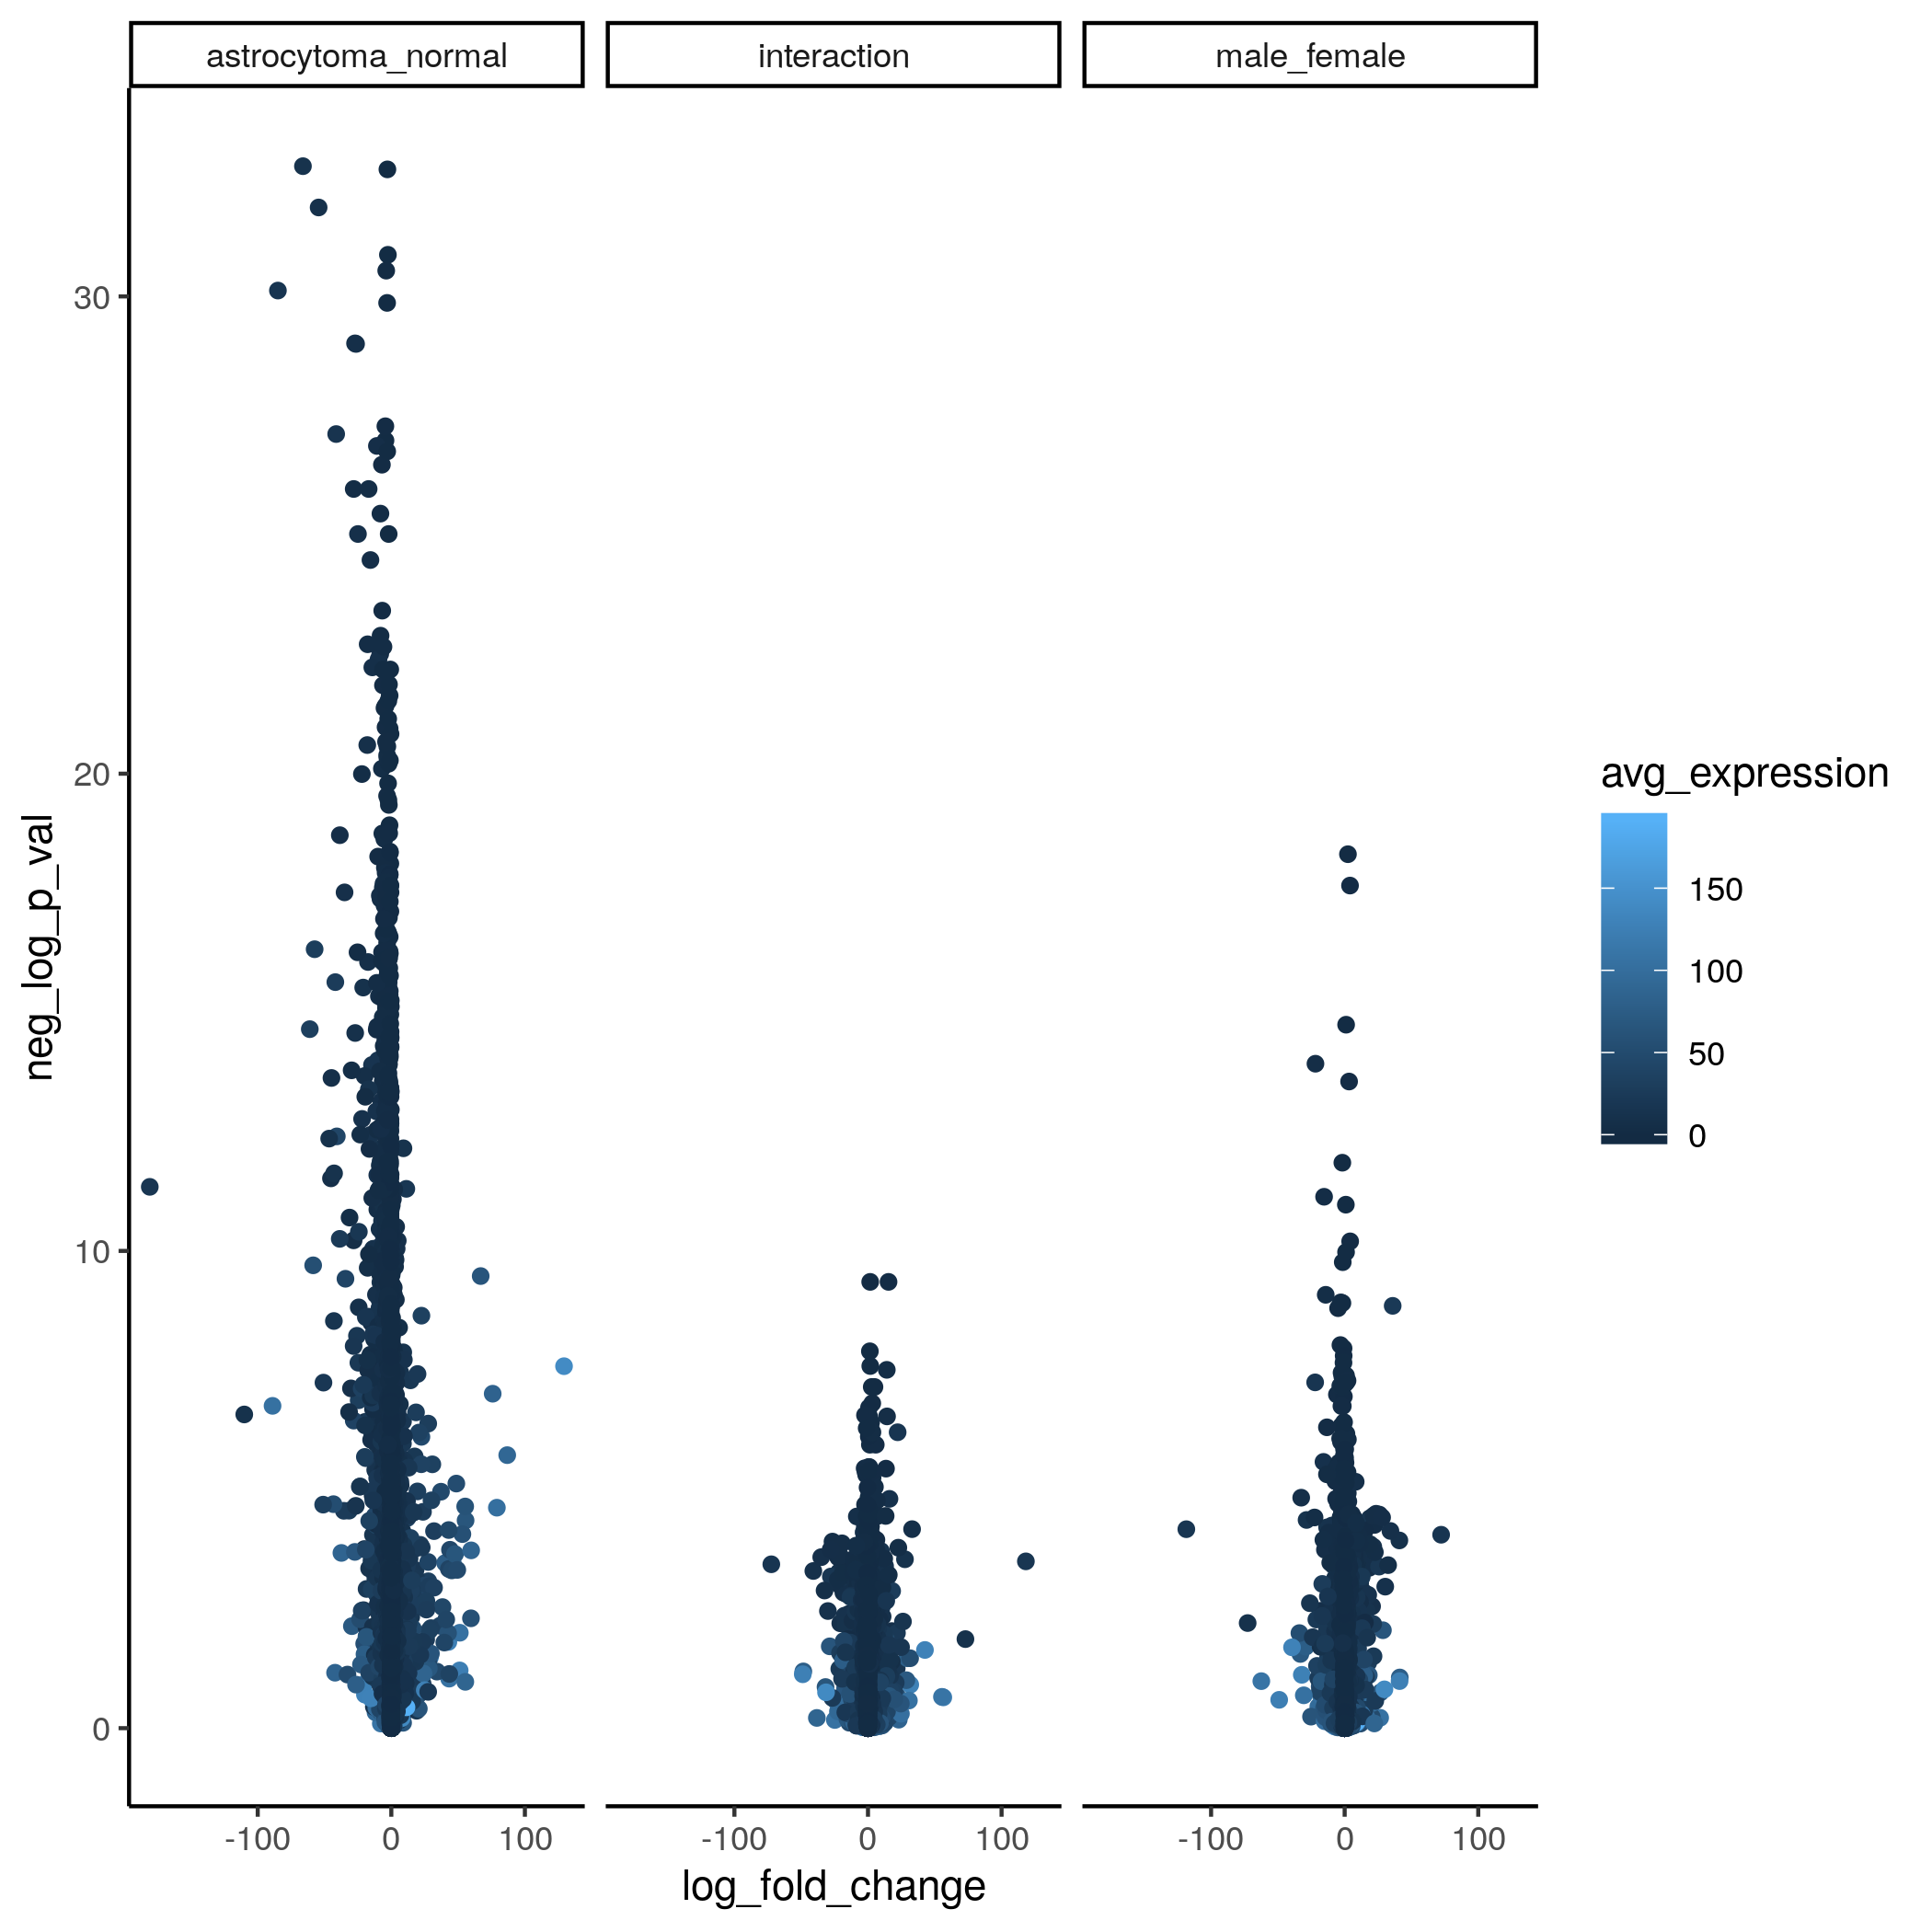 astrocytoma_normal
interaction
male_female
neg_log_p_val
30
20
10
0
-100 0 100
-100 0 100
-100 0 100
log_fold_change
avg_expression
150
100
50
0